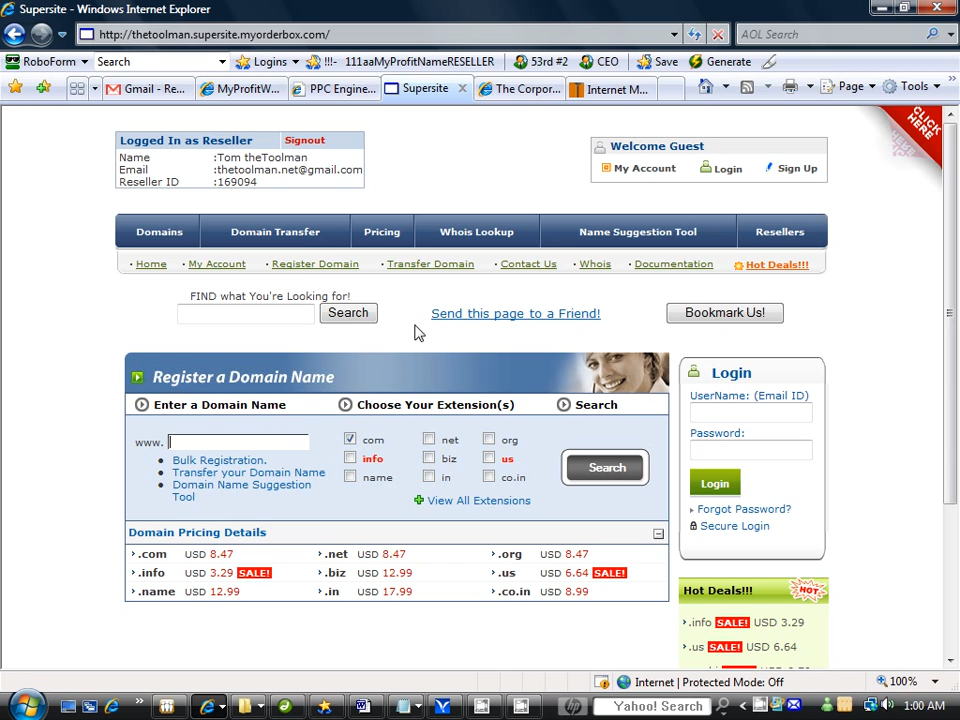 Supersite - Windows Internet Explorer
http://thetoolman.supersite.myorderbox.com/
AOL Search
RoboForm Search Logins !!!- 111aaMyProfitNameRESELLER 53rd #2 CEO Save Generate
Gmail - Re... MyProfitW... PPC Engine... Supersite The Corpor... Internet M... Page Tools
CLICK HERE
Logged In as Reseller Signout
Name :Tom theToolman
Email :thetoolman.net@gmail.com
Reseller ID :169094
Welcome Guest
My Account Login Sign Up
Domains Domain Transfer Pricing Whois Lookup Name Suggestion Tool Resellers
Home My Account Register Domain Transfer Domain Contact Us Whois Documentation Hot Deals!!!
FIND what You're Looking for!
Search Send this page to a Friend! Bookmark Us!
Register a Domain Name
Enter a Domain Name Choose Your Extension(s) Search
www. com net org
info biz us
name in co.in
Search
Bulk Registration.
Transfer your Domain Name
Domain Name Suggestion
Tool
View All Extensions
Domain Pricing Details
.com USD 8.47 .net USD 8.47 .org USD 8.47
.info USD 3.29 SALE! .biz USD 12.99 .us USD 6.64 SALE!
.name USD 12.99 .in USD 17.99 .co.in USD 8.99
Login
UserName: (Email ID)
Password:
Login
Forgot Password?
Secure Login
Hot Deals!!! HOT
.info SALE! USD 3.29
.us SALE! USD 6.64
Internet | Protected Mode: Off 100%
Yahoo! Search 1:00 AM